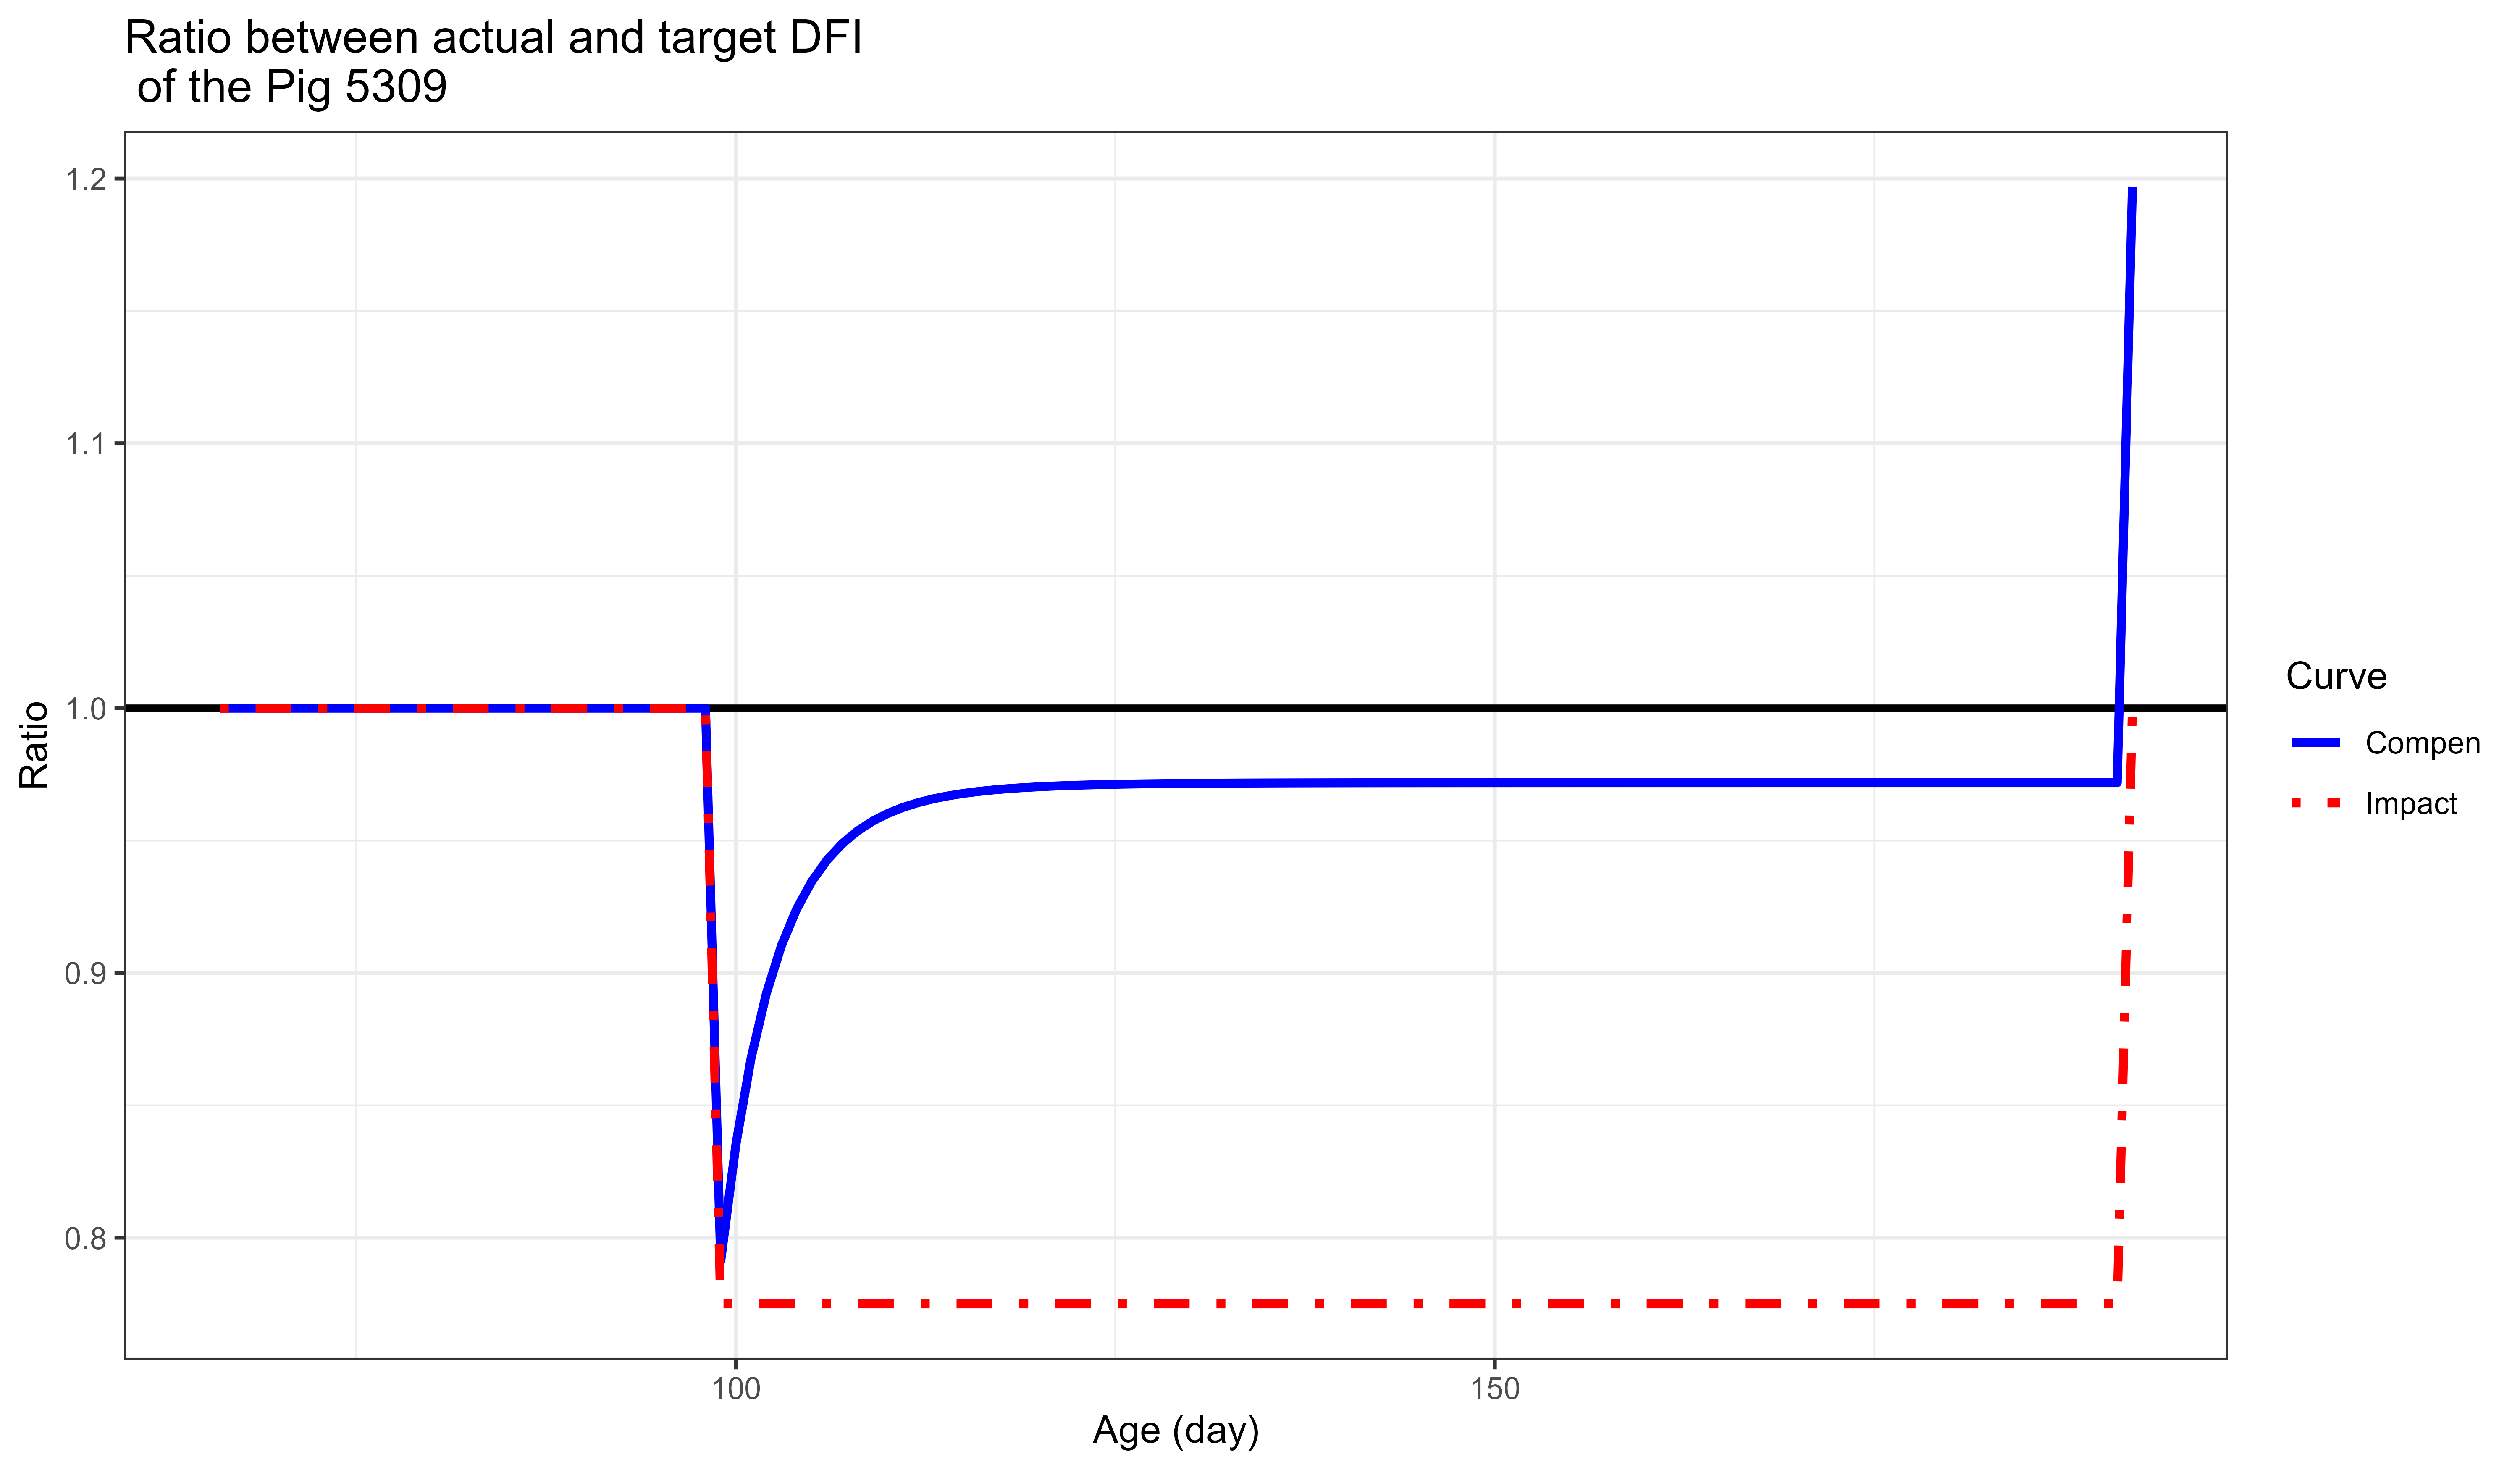 Ratio between actual and target DFI
of the Pig 5309
1.2
1.1
1.0
0.9
0.8
Ratio
100
150
Age (day)
Curve
Compen
Impact